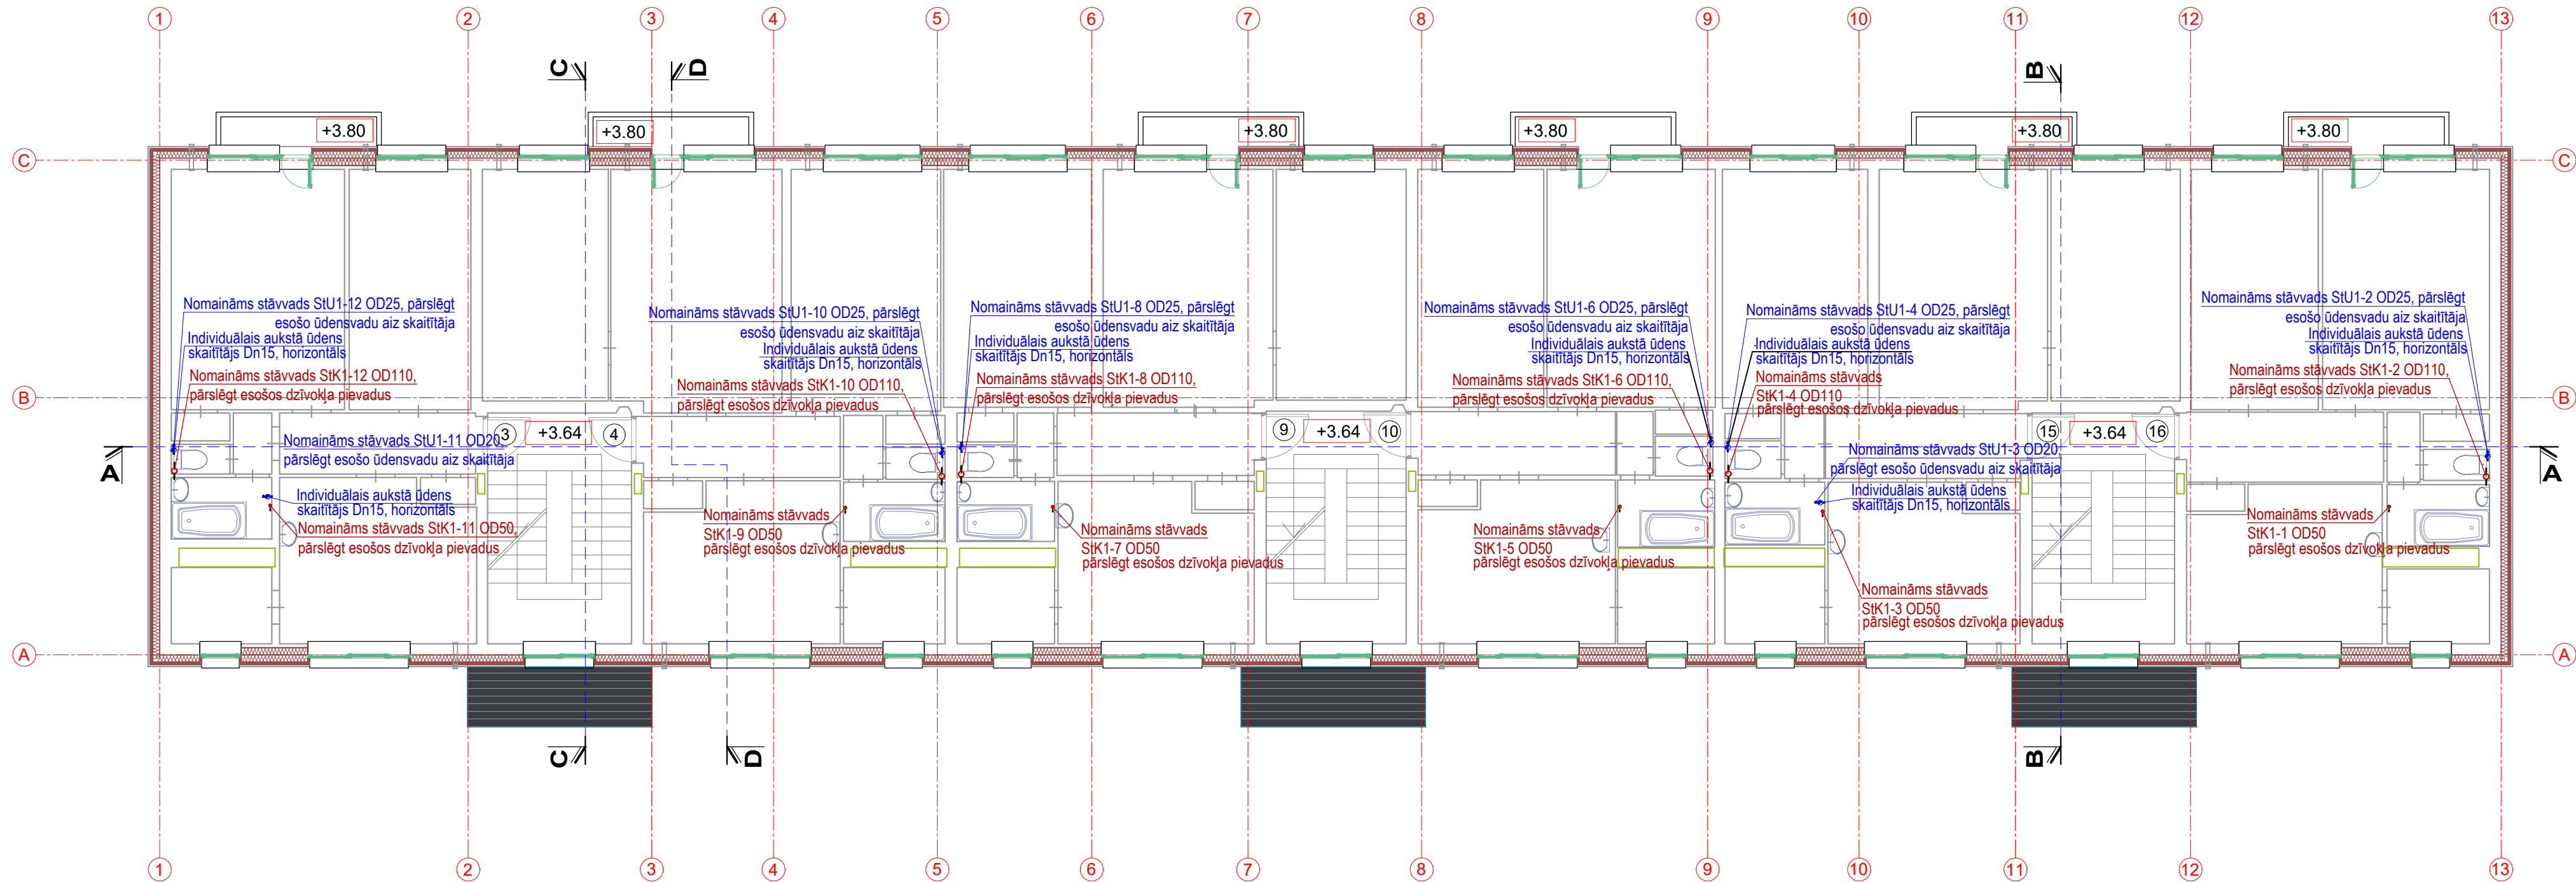 1 2 3 4 5 6 7 8 9 10 11 12 13
C D B
+3.80 +3.80 +3.80 +3.80 +3.80 +3.80
C C
Nomaināms stāvvads StU1-12 OD25, pārslēgt
esošo ūdensvadu aiz skaitītāja
Individuālais aukstā ūdens
skaitītājs Dn15, horizontāls
Nomaināms stāvvads StK1-12 OD110,
pārslēgt esošos dzīvokļa pievadus
Nomaināms stāvvads StU1-10 OD25, pārslēgt
esošo ūdensvadu aiz skaitītāja
Individuālais aukstā ūdens
skaitītājs Dn15, horizontāls
Nomaināms stāvvads StK1-10 OD110,
pārslēgt esošos dzīvokļa pievadus
Nomaināms stāvvads StU1-8 OD25, pārslēgt
esošo ūdensvadu aiz skaitītāja
Individuālais aukstā ūdens
skaitītājs Dn15, horizontāls
Nomaināms stāvvads StK1-8 OD110,
pārslēgt esošos dzīvokļa pievadus
Nomaināms stāvvads StU1-6 OD25, pārslēgt
esošo ūdensvadu aiz skaitītāja
Individuālais aukstā ūdens
skaitītājs Dn15, horizontāls
Nomaināms stāvvads StK1-6 OD110,
pārslēgt esošos dzīvokļa pievadus
Nomaināms stāvvads StU1-4 OD25, pārslēgt
esošo ūdensvadu aiz skaitītāja
Individuālais aukstā ūdens
skaitītājs Dn15, horizontāls
Nomaināms stāvvads
StK1-4 OD110
pārslēgt esošos dzīvokļa pievadus
Nomaināms stāvvads StU1-2 OD25, pārslēgt
esošo ūdensvadu aiz skaitītāja
Individuālais aukstā ūdens
skaitītājs Dn15, horizontāls
Nomaināms stāvvads StK1-2 OD110,
pārslēgt esošos dzīvokļa pievadus
B B
3 +3.64 4
9 +3.64 10
15 +3.64 16
A A
Nomaināms stāvvads StU1-11 OD20,
pārslēgt esošo ūdensvadu aiz skaitītāja
Individuālais aukstā ūdens
skaitītājs Dn15, horizontāls
Nomaināms stāvvads StK1-11 OD50,
pārslēgt esošos dzīvokļa pievadus
Nomaināms stāvvads
StK1-9 OD50
pārslēgt esošos dzīvokļa pievadus
Nomaināms stāvvads
StK1-7 OD50
pārslēgt esošos dzīvokļa pievadus
Nomaināms stāvvads
StK1-5 OD50
pārslēgt esošos dzīvokļa pievadus
Nomaināms stāvvads StU1-3 OD20,
pārslēgt esošo ūdensvadu aiz skaitītāja
Individuālais aukstā ūdens
skaitītājs Dn15, horizontāls
Nomaināms stāvvads
StK1-3 OD50
pārslēgt esošos dzīvokļa pievadus
Nomaināms stāvvads
StK1-1 OD50
pārslēgt esošos dzīvokļa pievadus
A A
C D B
1 2 3 4 5 6 7 8 9 10 11 12 13